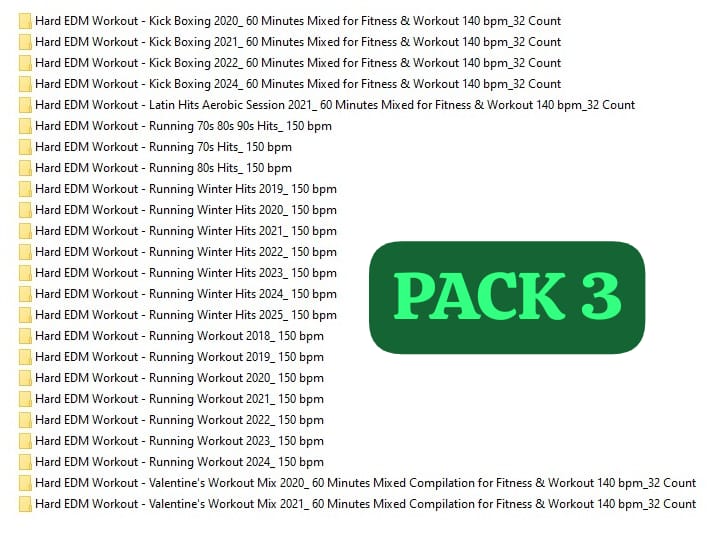 Hard EDM Workout - Kick Boxing 2020_ 60 Minutes Mixed for Fitness & Workout 140 bpm_32 Count
Hard EDM Workout - Kick Boxing 2021_ 60 Minutes Mixed for Fitness & Workout 140 bpm_32 Count
Hard EDM Workout - Kick Boxing 2022_ 60 Minutes Mixed for Fitness & Workout 140 bpm_32 Count
Hard EDM Workout - Kick Boxing 2024_ 60 Minutes Mixed for Fitness & Workout 140 bpm_32 Count
Hard EDM Workout - Latin Hits Aerobic Session 2021_ 60 Minutes Mixed for Fitness & Workout 140 bpm_32 Count
Hard EDM Workout - Running 70s 80s 90s Hits_ 150 bpm
Hard EDM Workout - Running 70s Hits_ 150 bpm
Hard EDM Workout - Running 80s Hits_ 150 bpm
Hard EDM Workout - Running Winter Hits 2019_ 150 bpm
Hard EDM Workout - Running Winter Hits 2020_ 150 bpm
Hard EDM Workout - Running Winter Hits 2021_ 150 bpm
Hard EDM Workout - Running Winter Hits 2022_ 150 bpm
Hard EDM Workout - Running Winter Hits 2023_ 150 bpm
Hard EDM Workout - Running Winter Hits 2024_ 150 bpm
Hard EDM Workout - Running Winter Hits 2025_ 150 bpm
Hard EDM Workout - Running Workout 2018_ 150 bpm
Hard EDM Workout - Running Workout 2019_ 150 bpm
Hard EDM Workout - Running Workout 2020_ 150 bpm
Hard EDM Workout - Running Workout 2021_ 150 bpm
Hard EDM Workout - Running Workout 2022_ 150 bpm
Hard EDM Workout - Running Workout 2023_ 150 bpm
Hard EDM Workout - Running Workout 2024_ 150 bpm
Hard EDM Workout - Valentine's Workout Mix 2020_ 60 Minutes Mixed Compilation for Fitness & Workout 140 bpm_32 Count
Hard EDM Workout - Valentine's Workout Mix 2021_ 60 Minutes Mixed Compilation for Fitness & Workout 140 bpm_32 Count
PACK 3